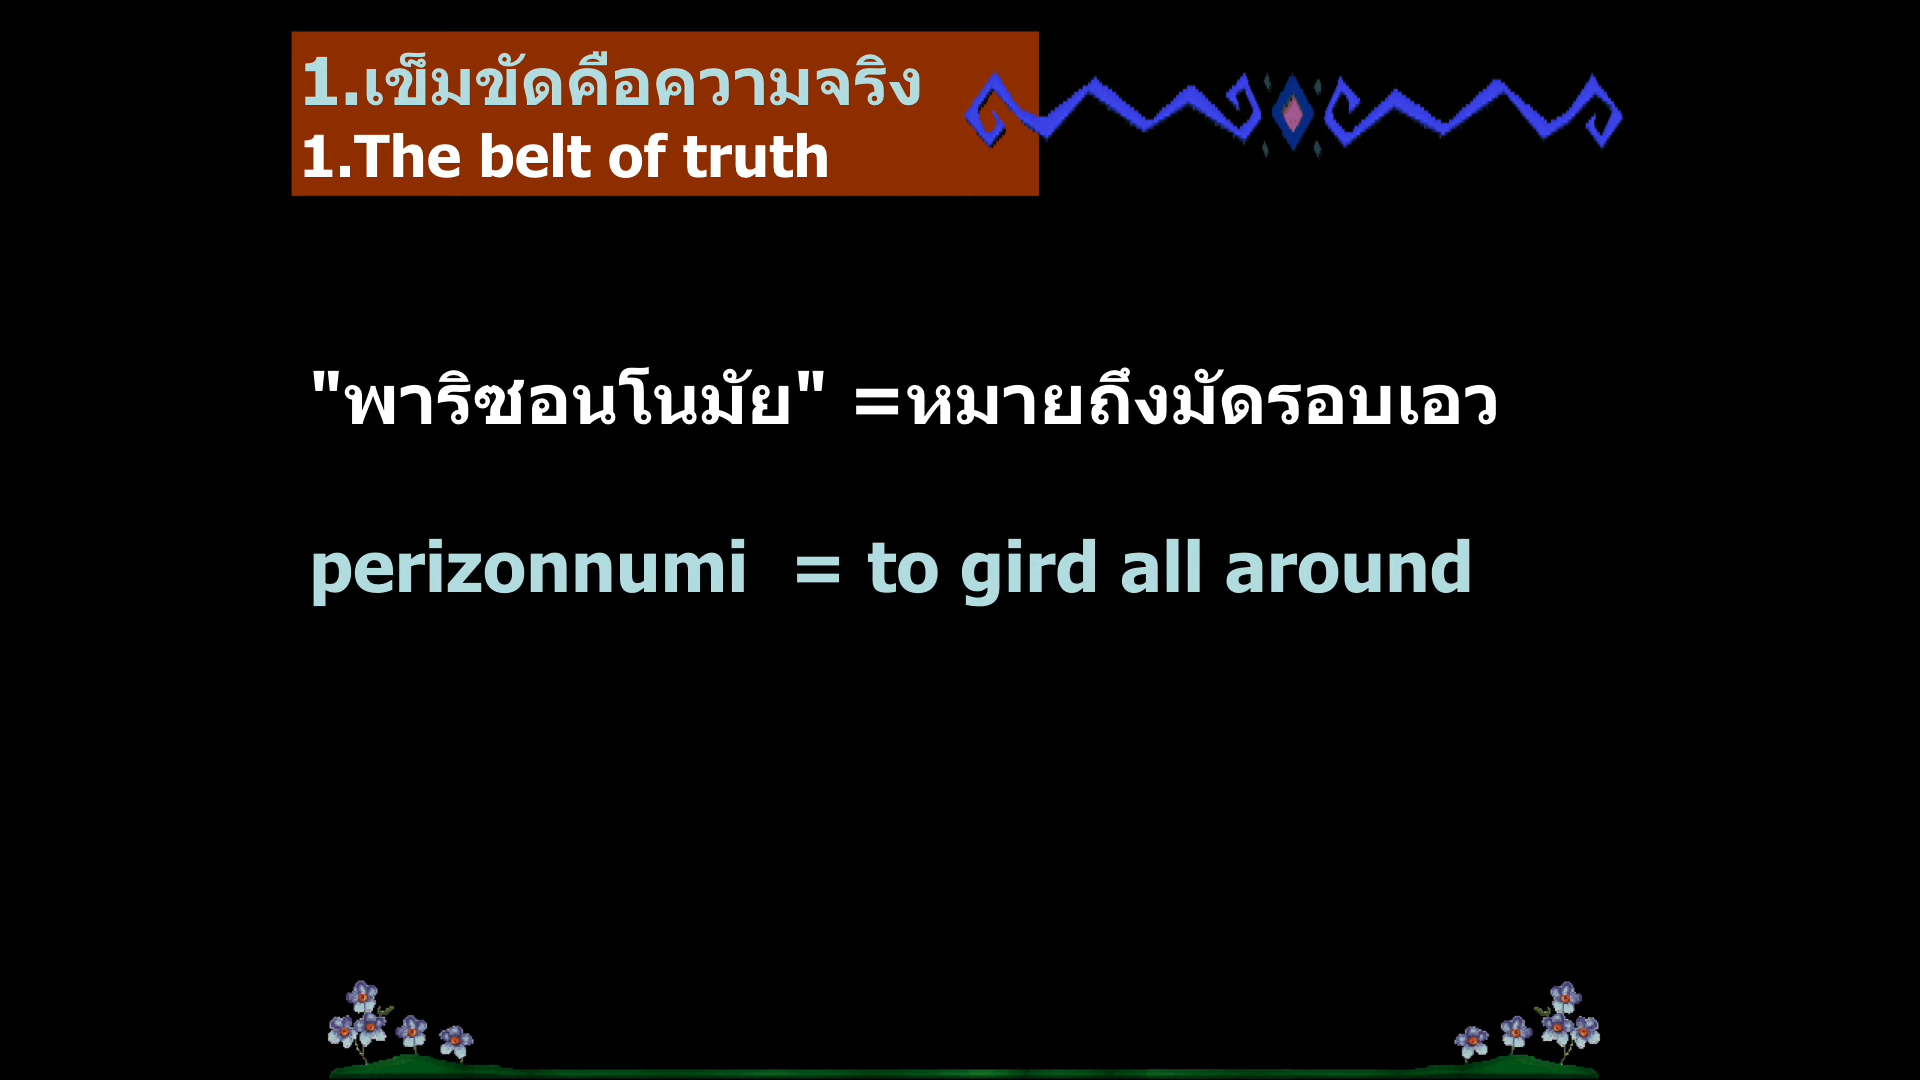 1.เข็มขัดคือความจริง
1.The belt of truth
"พาริซอนโนมัย" =หมายถึงมัดรอบเอว
perizonnumi = to gird all around